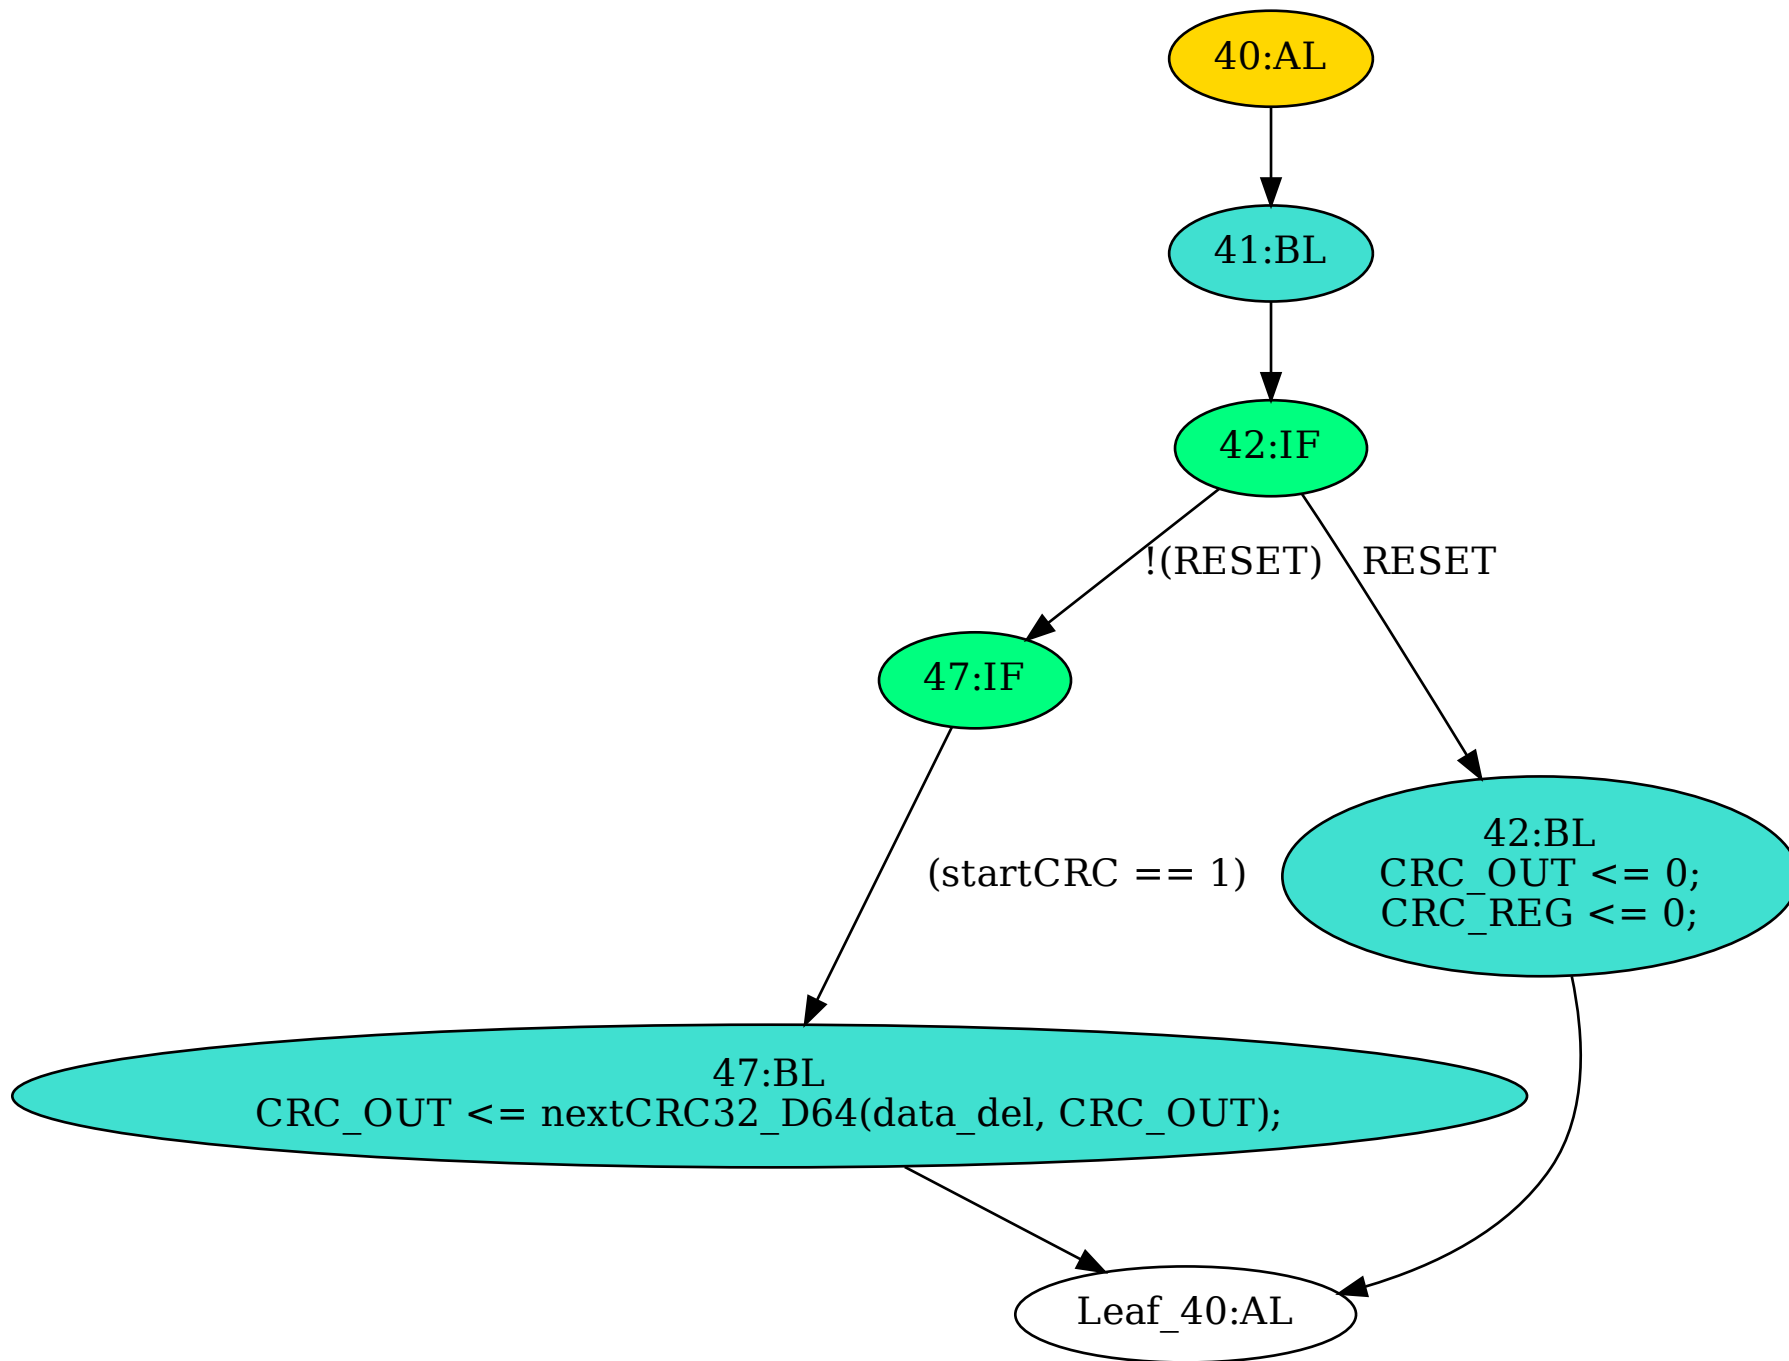 40:AL
41:BL
42:IF
!(RESET)
RESET
47:IF
(startCRC == 1)
42:BL
CRC_OUT <= 0;
CRC_REG <= 0;
47:BL
CRC_OUT <= nextCRC32_D64(data_del, CRC_OUT);
Leaf_40:AL